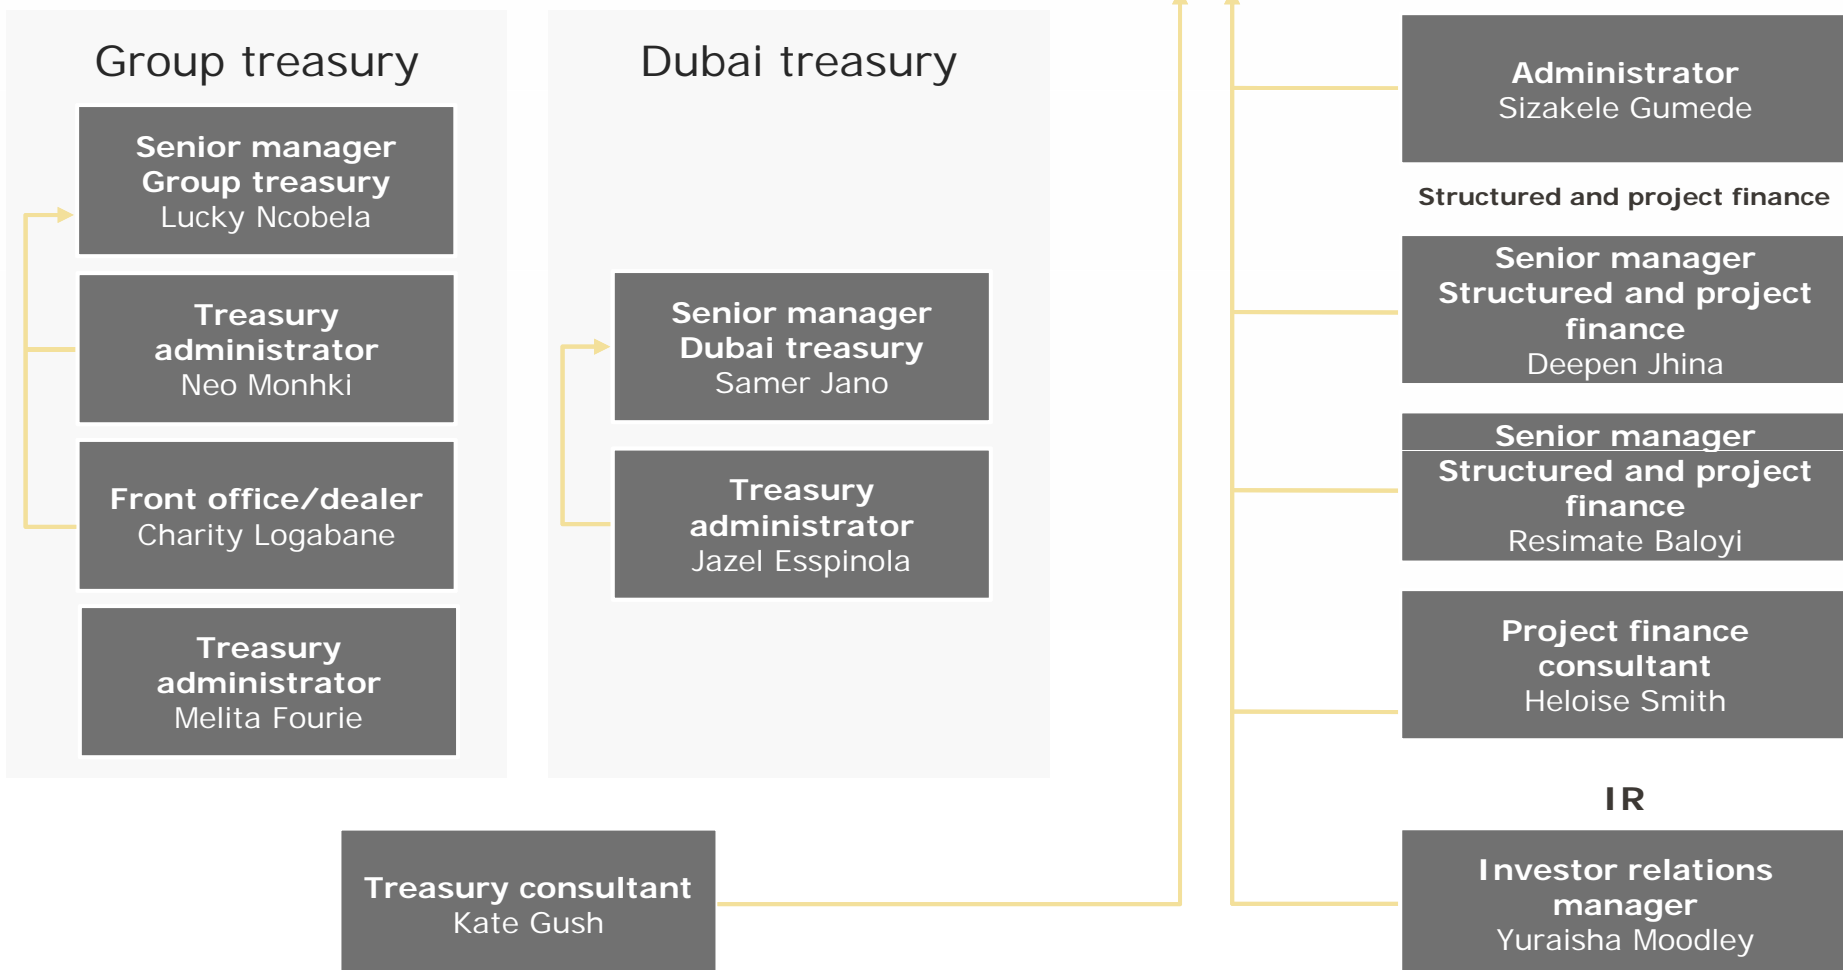 Group treasury
Senior manager
Group treasury
Lucky Ncobela
Treasury
administrator
Neo Monhki
Front office/dealer
Charity Logabane
Treasury
administrator
Melita Fourie
Dubai treasury
Senior manager
Dubai treasury
Samer Jano
Treasury
administrator
Jazel Esspinola
Treasury consultant
Kate Gush
Administrator
Sizakele Gumede
Structured and project finance
Senior manager
Structured and project
finance
Deepen Jhina
Senior manager
Structured and project
finance
Resimate Baloyi
Project finance
consultant
Heloise Smith
IR
Investor relations
manager
Yuraisha Moodley